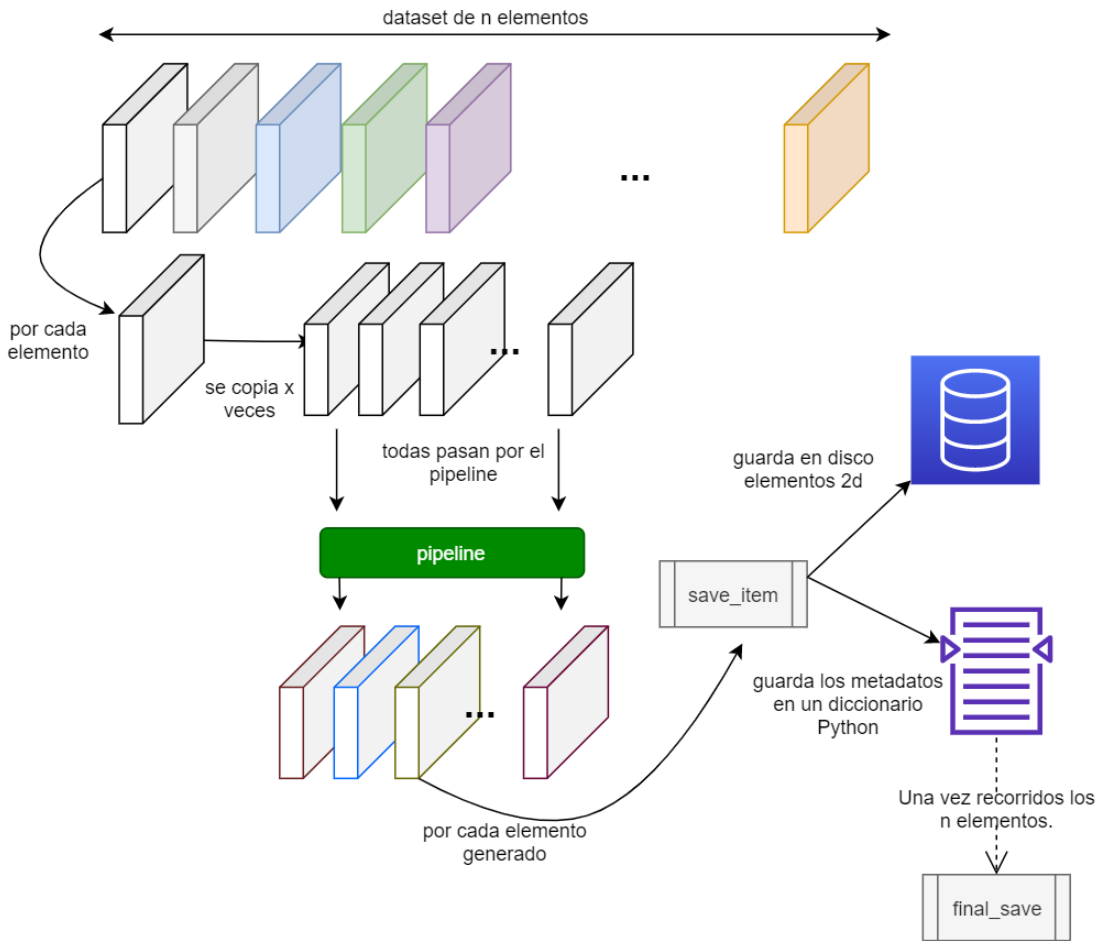 dataset de n elementos
...
por cada
elemento
se copia x
veces
...
todas pasan por el
pipeline
pipeline
guarda en disco
elementos 2d
save_item
guarda los metadatos
en un diccionario
Python
...
por cada elemento
generado
Una vez recorridos los
n elementos.
final_save